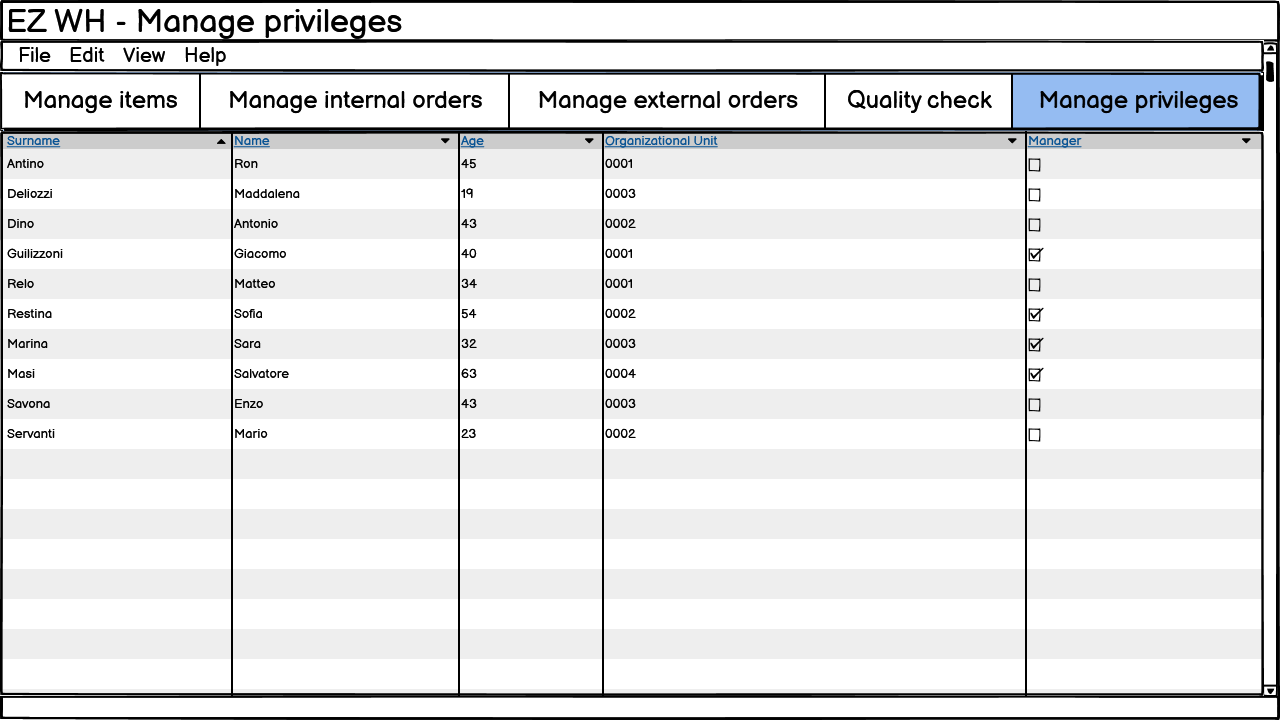 EZ WH - Manage privileges
File Edit View Help
Manage items Manage internal orders Manage external orders Quality check Manage privileges
Surname Name Age Organizational Unit Manager
Antino Ron 45 0001
Deliozzi Maddalena 19 0003
Dino Antonio 43 0002
Guilizzoni Giacomo 40 0001
Relo Matteo 34 0001
Restina Sofia 54 0002
Marina Sara 32 0003
Masi Salvatore 63 0004
Savona Enzo 43 0003
Servanti Mario 23 0002